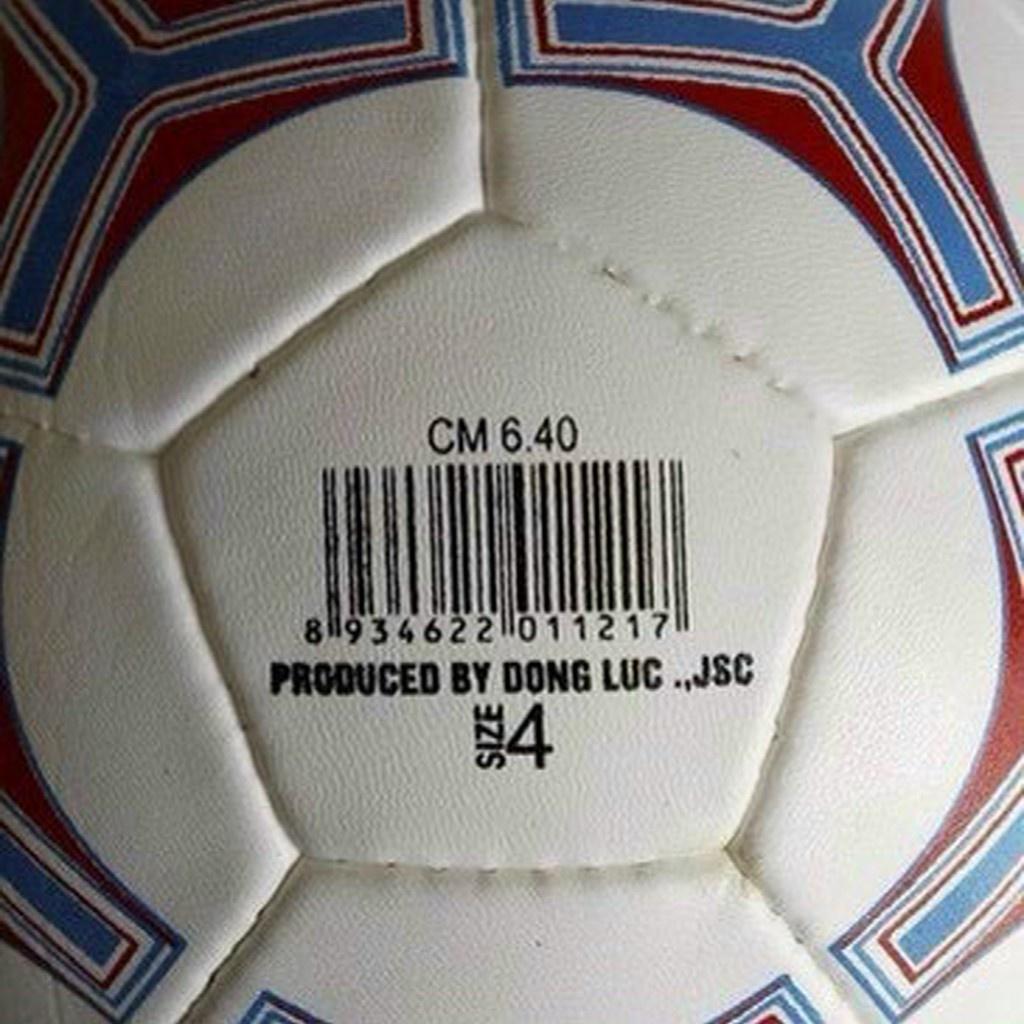 CM 6.40
8 934622 011217
PRODUCED BY DONG LUC .,JSC
SIZE 4